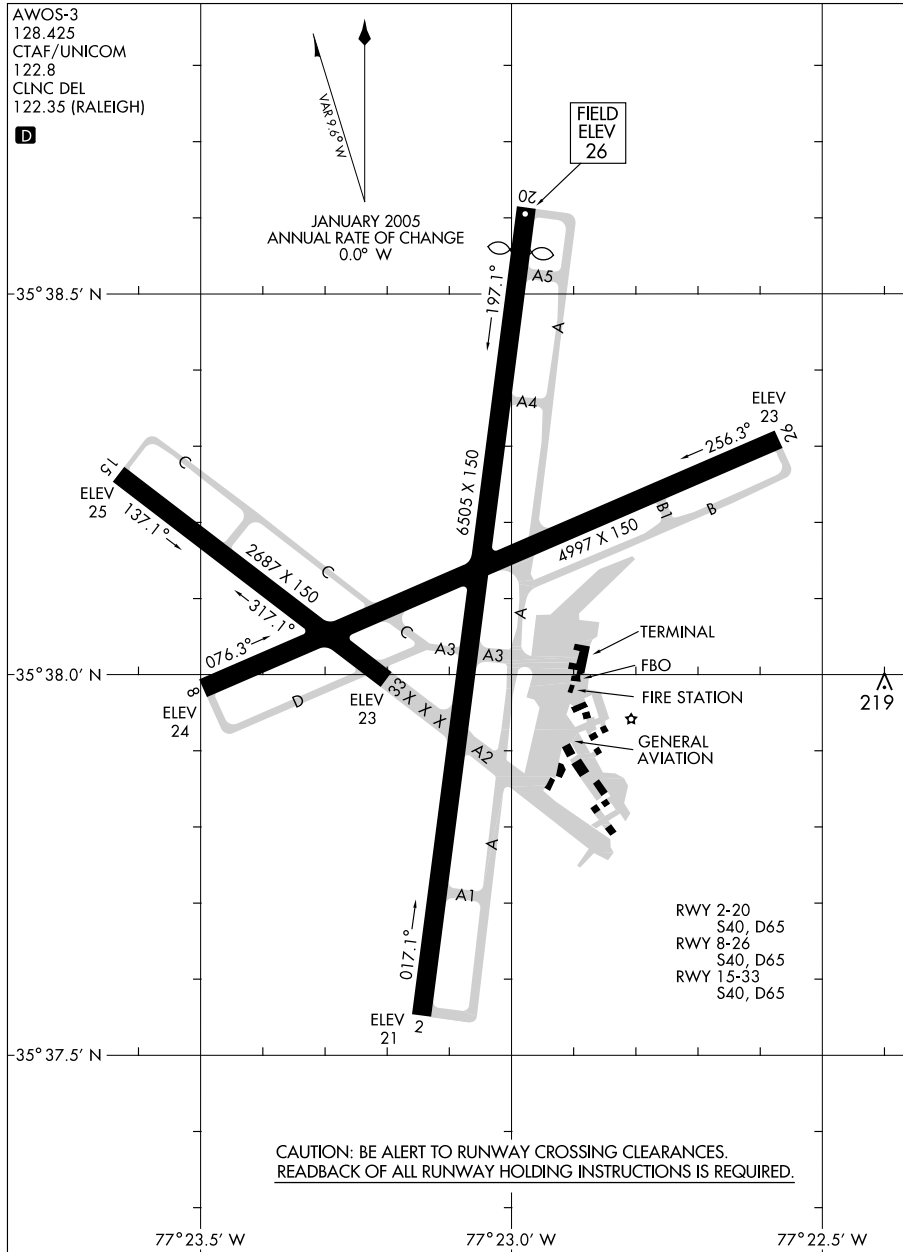 AWOS-3
128.425
CTAF/UNICOM
122.8
CLNC DEL
122.35 (RALEIGH)
D
VAR 9.6° W
JANUARY 2005
ANNUAL RATE OF CHANGE
0.0° W
FIELD
ELEV
26
20
A5
197.1°
35°38.5' N
A
A4
ELEV
23
26
256.3°
6505 X 150
15
C
ELEV
25
137.1°
B1
B
4997 X 150
2687 X 150
C
317.1°
A
C
076.3°
A3
A3
TERMINAL
35°38.0' N
FBO
8
33
X X X
D
ELEV
23
FIRE STATION
219
ELEV
24
A2
GENERAL
AVIATION
A
A1
017.1°
RWY 2-20
S40, D65
RWY 8-26
S40, D65
RWY 15-33
S40, D65
ELEV
21
2
35°37.5' N
CAUTION: BE ALERT TO RUNWAY CROSSING CLEARANCES.
READBACK OF ALL RUNWAY HOLDING INSTRUCTIONS IS REQUIRED.
77°23.5' W
77°23.0' W
77°22.5' W